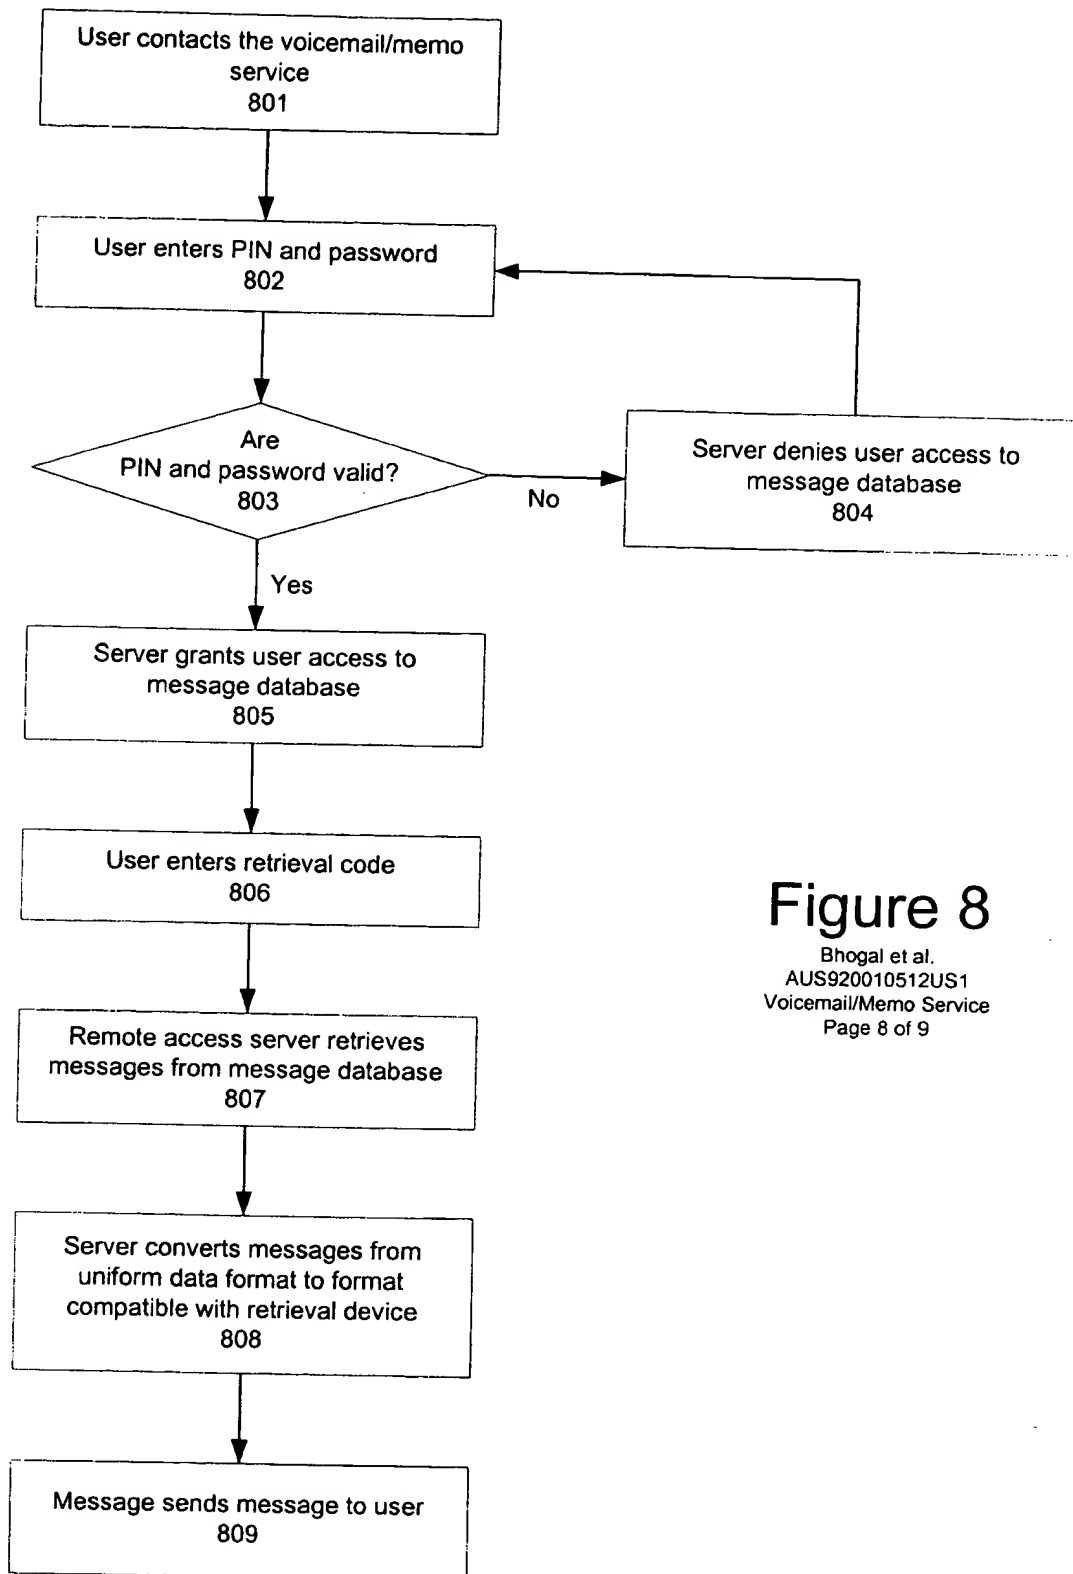 User contacts the voicemail/memo
service
801
User enters PIN and password
802
Are
PIN and password valid?
803
No
Server denies user access to
message database
804
Yes
Server grants user access to
message database
805
User enters retrieval code
806
Remote access server retrieves
messages from message database
807
Server converts messages from
uniform data format to format
compatible with retrieval device
808
Message sends message to user
809
Figure 8
Bhogal et al.
AUS920010512US1
Voicemail/Memo Service
Page 8 of 9